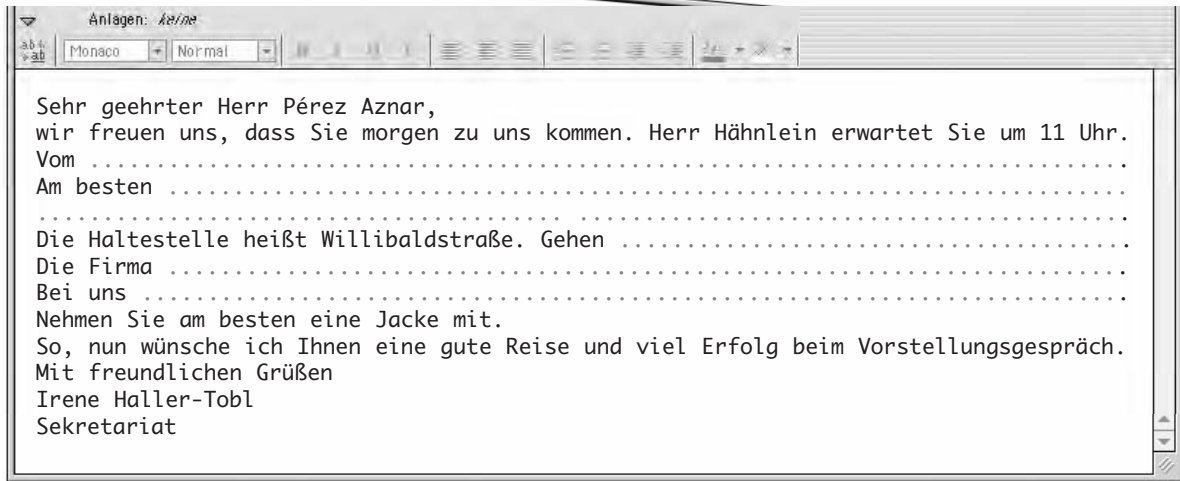 Anlagen: keine
Monaco Normal
Sehr geehrter Herr Pérez Aznar,
wir freuen uns, dass Sie morgen zu uns kommen. Herr Hähnlein erwartet Sie um 11 Uhr.
Vom ................................................................................
Am besten ..........................................................................
........................................ ..........................................
Die Haltestelle heißt Willibaldstraße. Gehen .......................................
Die Firma ..........................................................................
Bei uns ............................................................................
Nehmen Sie am besten eine Jacke mit.
So, nun wünsche ich Ihnen eine gute Reise und viel Erfolg beim Vorstellungsgespräch.
Mit freundlichen Grüßen
Irene Haller-Tobl
Sekretariat